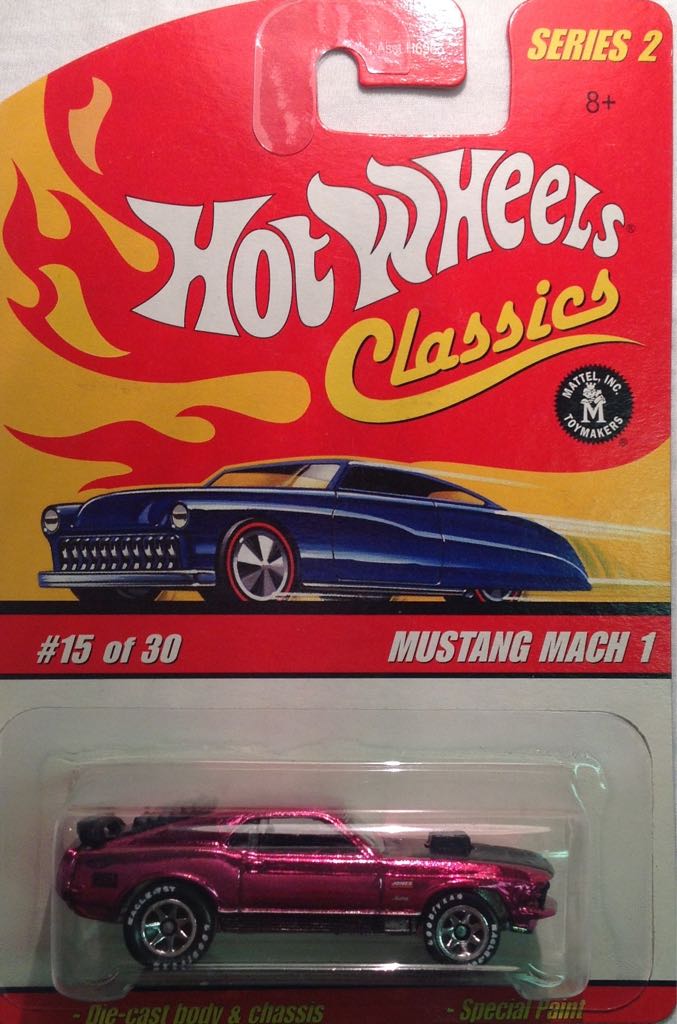 SERIES 2
8+
HOT WHEELS®
Classics
MATTEL, INC.
M
TOYMAKERS
®
#15 of 30
MUSTANG MACH 1
GOODYEAR
- Die-cast body & chassis
- Special Paint